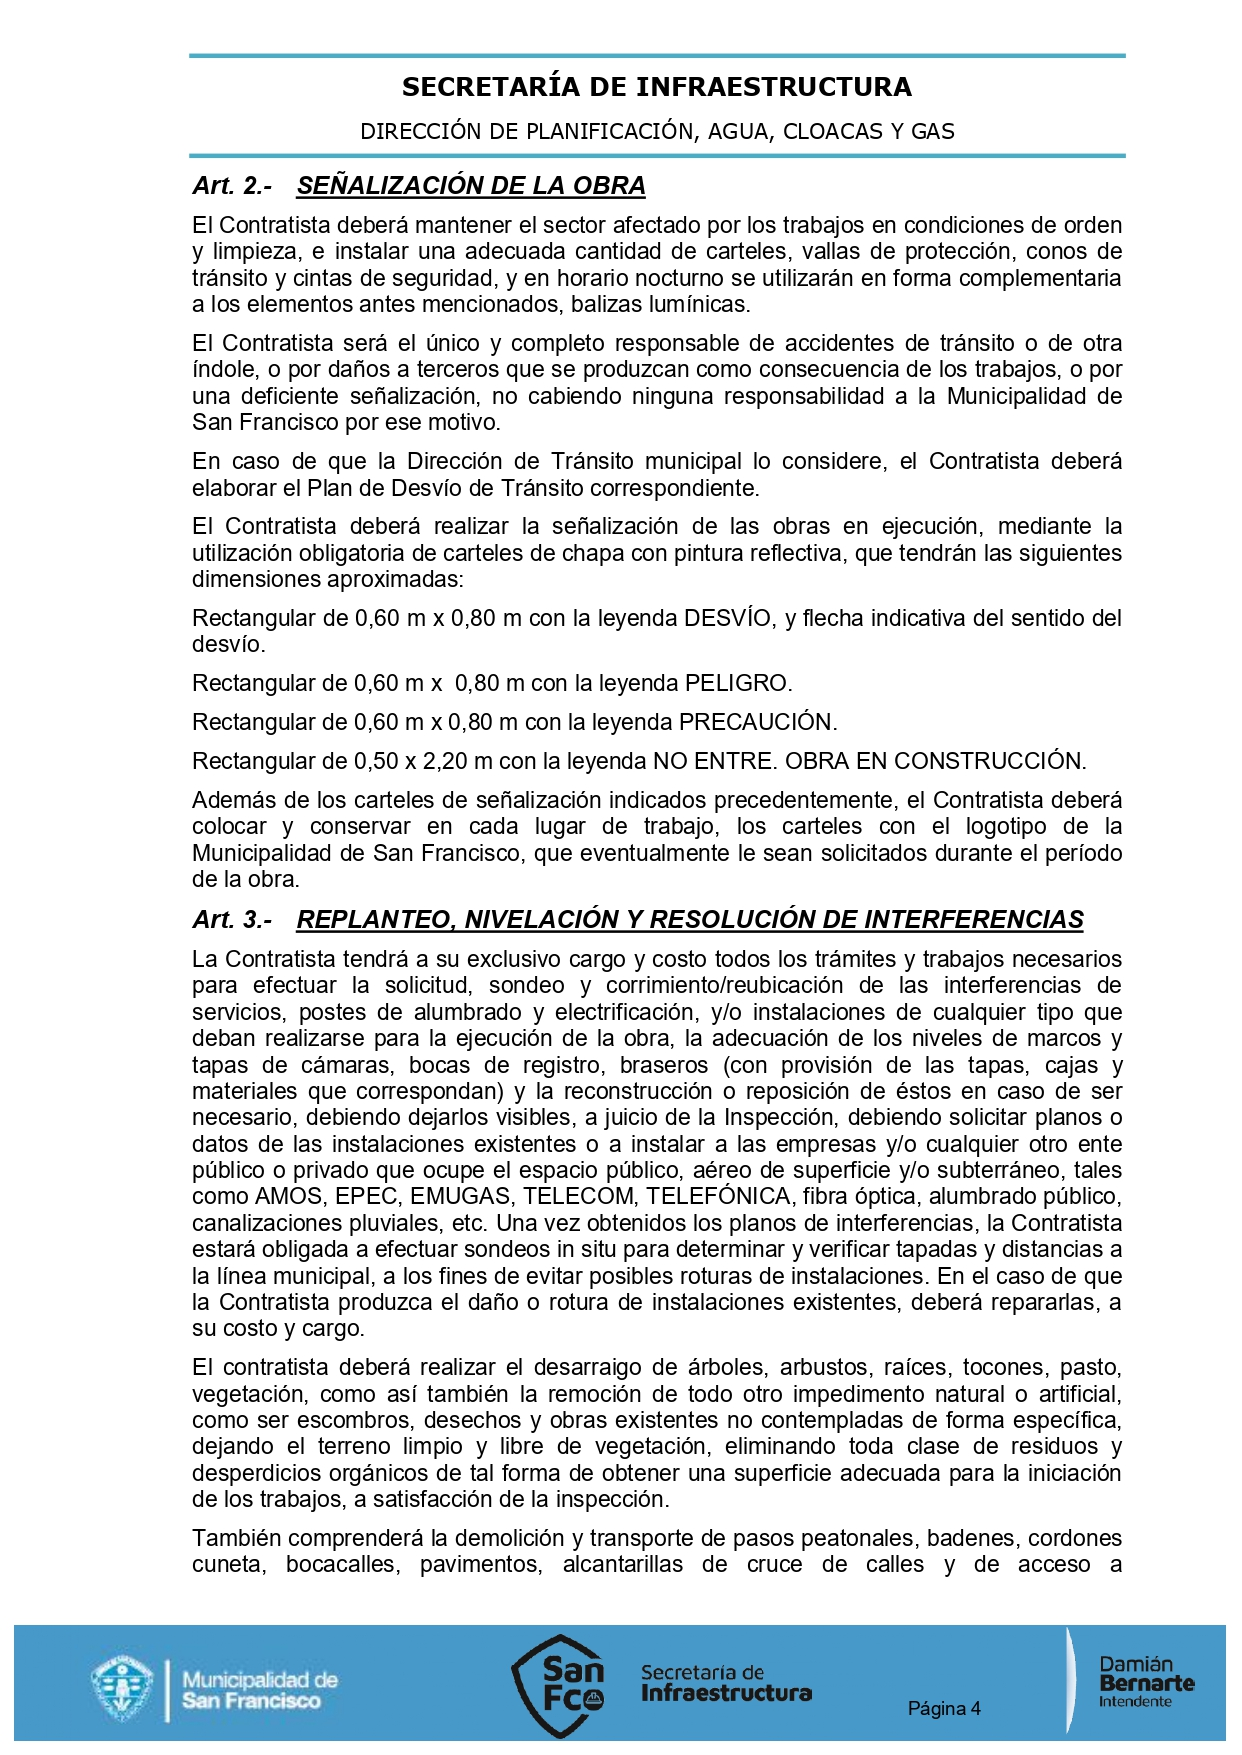 SECRETARÍA DE INFRAESTRUCTURA
DIRECCIÓN DE PLANIFICACIÓN, AGUA, CLOACAS Y GAS
Art. 2.- SEÑALIZACIÓN DE LA OBRA
El Contratista deberá mantener el sector afectado por los trabajos en condiciones de orden
y limpieza, e instalar una adecuada cantidad de carteles, vallas de protección, conos de
tránsito y cintas de seguridad, y en horario nocturno se utilizarán en forma complementaria
a los elementos antes mencionados, balizas lumínicas.
El Contratista será el único y completo responsable de accidentes de tránsito o de otra
índole, o por daños a terceros que se produzcan como consecuencia de los trabajos, o por
una deficiente señalización, no cabiendo ninguna responsabilidad a la Municipalidad de
San Francisco por ese motivo.
En caso de que la Dirección de Tránsito municipal lo considere, el Contratista deberá
elaborar el Plan de Desvío de Tránsito correspondiente.
El Contratista deberá realizar la señalización de las obras en ejecución, mediante la
utilización obligatoria de carteles de chapa con pintura reflectiva, que tendrán las siguientes
dimensiones aproximadas:
Rectangular de 0,60 m x 0,80 m con la leyenda DESVÍO, y flecha indicativa del sentido del
desvío.
Rectangular de 0,60 m x  0,80 m con la leyenda PELIGRO.
Rectangular de 0,60 m x 0,80 m con la leyenda PRECAUCIÓN.
Rectangular de 0,50 x 2,20 m con la leyenda NO ENTRE. OBRA EN CONSTRUCCIÓN.
Además de los carteles de señalización indicados precedentemente, el Contratista deberá
colocar y conservar en cada lugar de trabajo, los carteles con el logotipo de la
Municipalidad de San Francisco, que eventualmente le sean solicitados durante el período
de la obra.
Art. 3.- REPLANTEO, NIVELACIÓN Y RESOLUCIÓN DE INTERFERENCIAS
La Contratista tendrá a su exclusivo cargo y costo todos los trámites y trabajos necesarios
para efectuar la solicitud, sondeo y corrimiento/reubicación de las interferencias de
servicios, postes de alumbrado y electrificación, y/o instalaciones de cualquier tipo que
deban realizarse para la ejecución de la obra, la adecuación de los niveles de marcos y
tapas de cámaras, bocas de registro, braseros (con provisión de las tapas, cajas y
materiales que correspondan) y la reconstrucción o reposición de éstos en caso de ser
necesario, debiendo dejarlos visibles, a juicio de la Inspección, debiendo solicitar planos o
datos de las instalaciones existentes o a instalar a las empresas y/o cualquier otro ente
público o privado que ocupe el espacio público, aéreo de superficie y/o subterráneo, tales
como AMOS, EPEC, EMUGAS, TELECOM, TELEFÓNICA, fibra óptica, alumbrado público,
canalizaciones pluviales, etc. Una vez obtenidos los planos de interferencias, la Contratista
estará obligada a efectuar sondeos in situ para determinar y verificar tapadas y distancias a
la línea municipal, a los fines de evitar posibles roturas de instalaciones. En el caso de que
la Contratista produzca el daño o rotura de instalaciones existentes, deberá repararlas, a
su costo y cargo.
El contratista deberá realizar el desarraigo de árboles, arbustos, raíces, tocones, pasto,
vegetación, como así también la remoción de todo otro impedimento natural o artificial,
como ser escombros, desechos y obras existentes no contempladas de forma específica,
dejando el terreno limpio y libre de vegetación, eliminando toda clase de residuos y
desperdicios orgánicos de tal forma de obtener una superficie adecuada para la iniciación
de los trabajos, a satisfacción de la inspección.
También comprenderá la demolición y transporte de pasos peatonales, badenes, cordones
cuneta, bocacalles, pavimentos, alcantarillas de cruce de calles y de acceso a
Municipalidad de
San Francisco
San
Fco
Secretaría de
Infraestructura
Página 4
Damián
Bernarte
Intendente